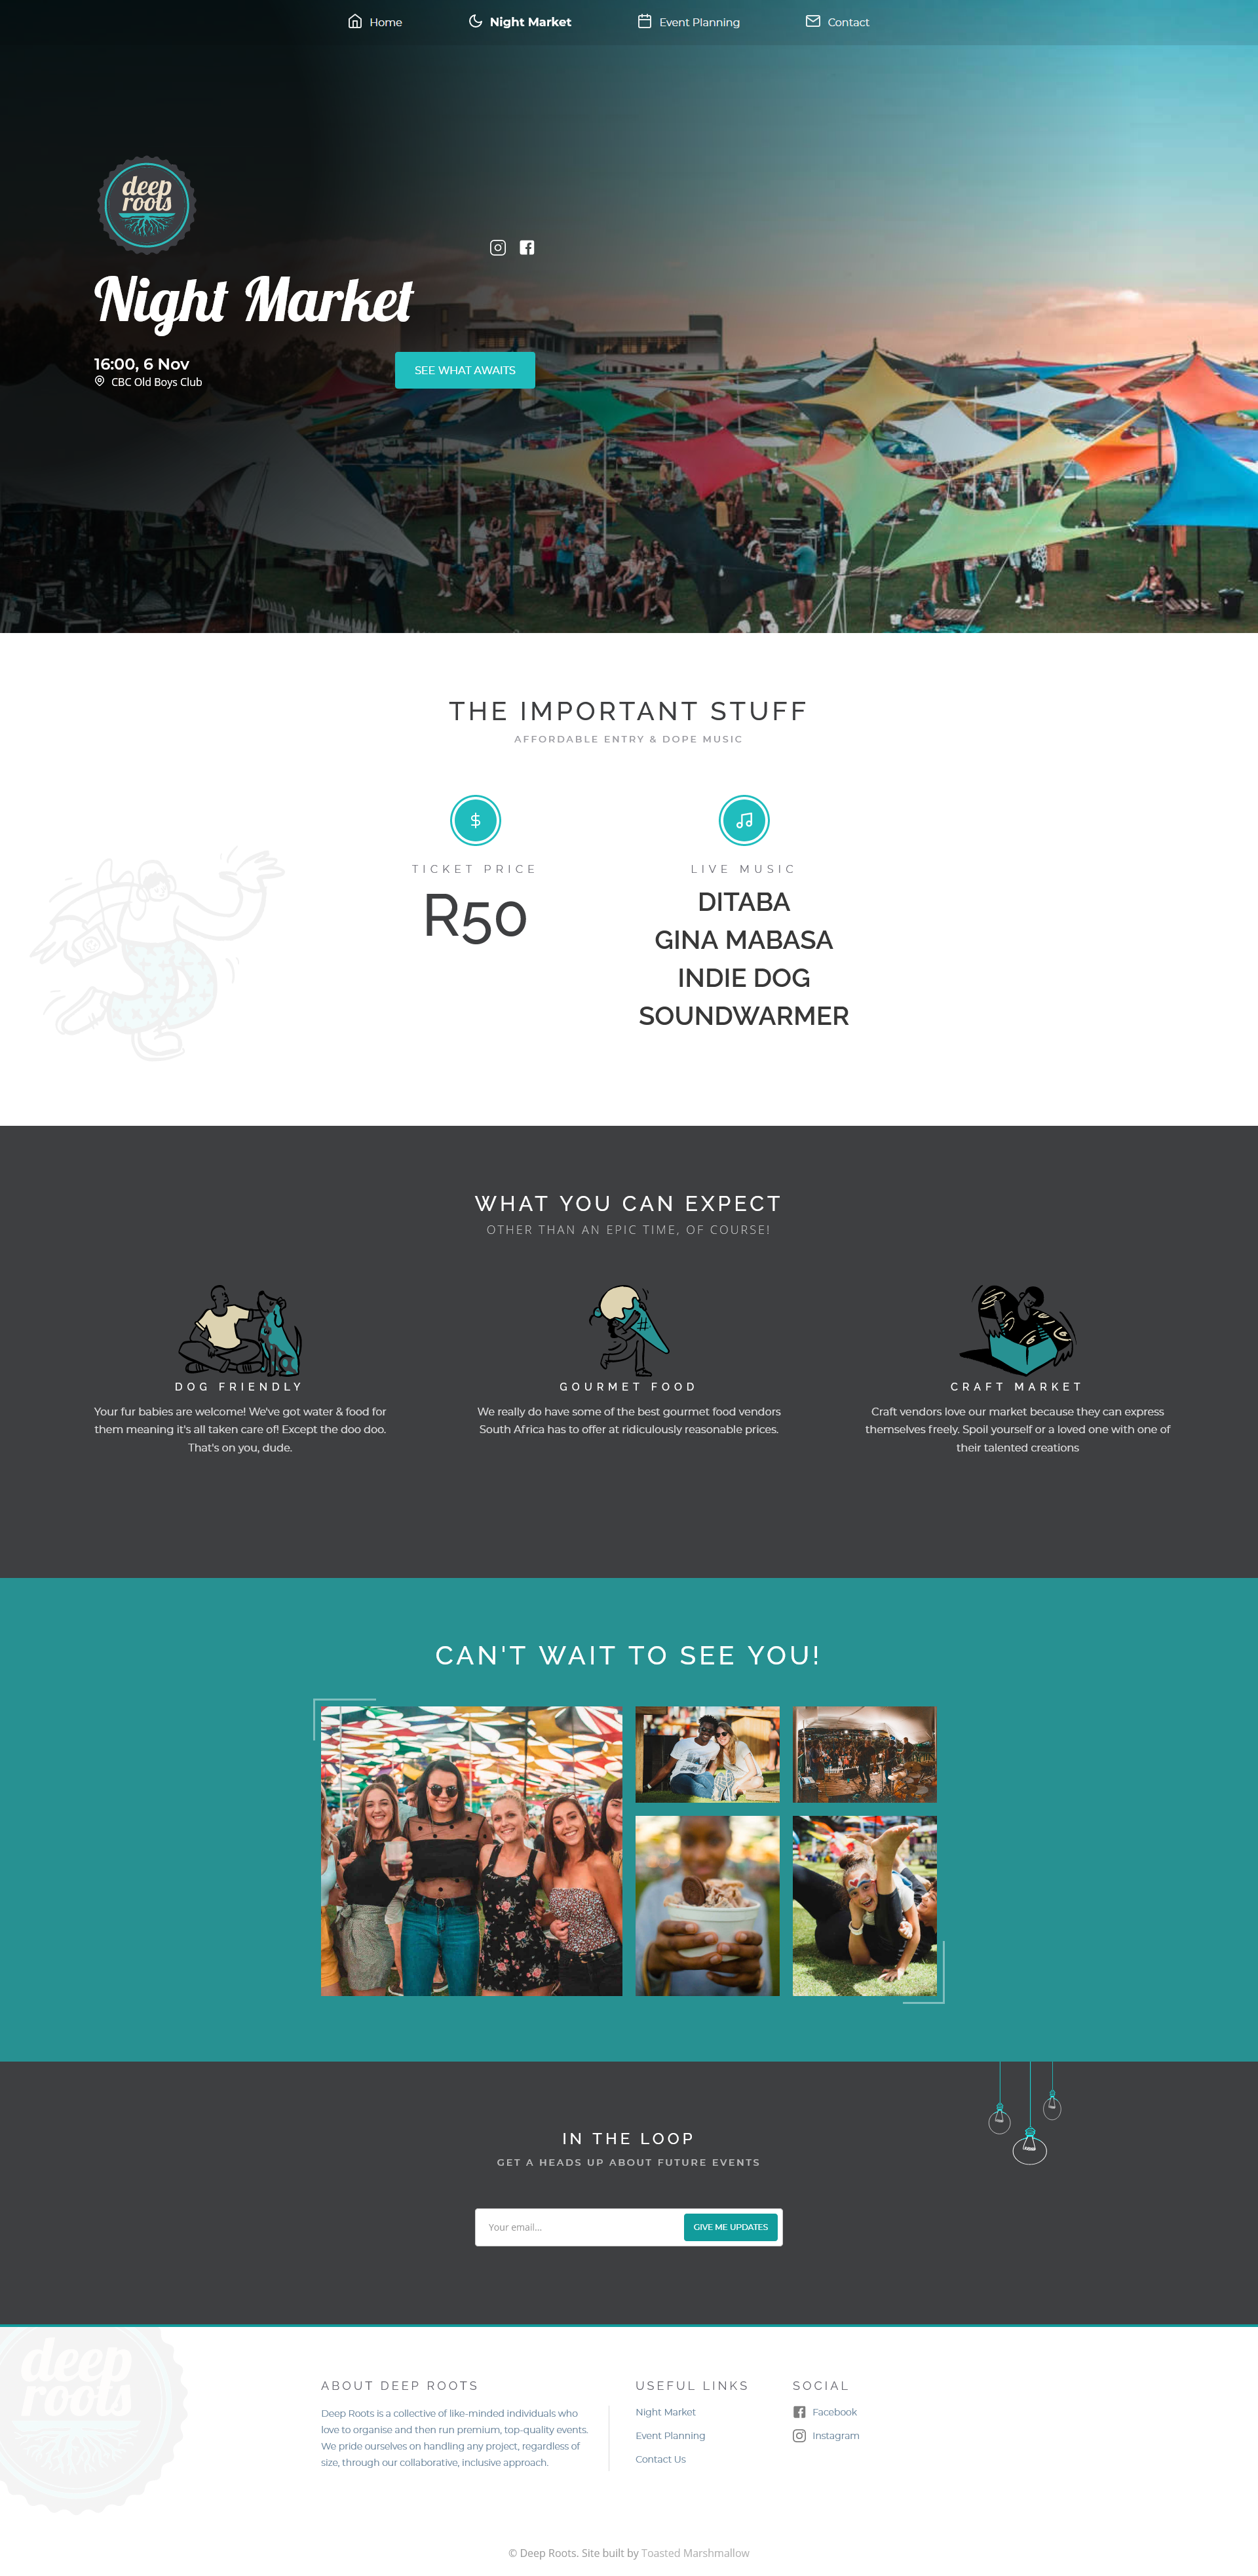 Home
Night Market
Event Planning
Contact
deep
roots
Night Market
16:00, 6 Nov
CBC Old Boys Club
SEE WHAT AWAITS
THE IMPORTANT STUFF
AFFORDABLE ENTRY & DOPE MUSIC
$
TICKET PRICE
R50
LIVE MUSIC
DITABA
GINA MABASA
INDIE DOG
SOUNDWARMER
WHAT YOU CAN EXPECT
OTHER THAN AN EPIC TIME, OF COURSE!
DOG FRIENDLY
Your fur babies are welcome! We've got water & food for
them meaning it's all taken care of! Except the doo doo.
That's on you, dude.
GOURMET FOOD
We really do have some of the best gourmet food vendors
South Africa has to offer at ridiculously reasonable prices.
CRAFT MARKET
Craft vendors love our market because they can express
themselves freely. Spoil yourself or a loved one with one of
their talented creations
CAN'T WAIT TO SEE YOU!
IN THE LOOP
GET A HEADS UP ABOUT FUTURE EVENTS
Your email...
GIVE ME UPDATES
deep
roots
ABOUT DEEP ROOTS
Deep Roots is a collective of like-minded individuals who
love to organise and then run premium, top-quality events.
We pride ourselves on handling any project, regardless of
size, through our collaborative, inclusive approach.
USEFUL LINKS
Night Market
Event Planning
Contact Us
SOCIAL
Facebook
Instagram
© Deep Roots. Site built by Toasted Marshmallow